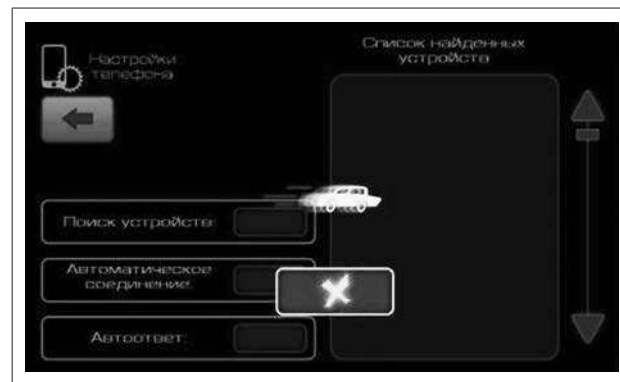 Настройки
телефона
Список найденных
устройств
Поиск устройств:
Автоматическое
соединение:
Автоответ: